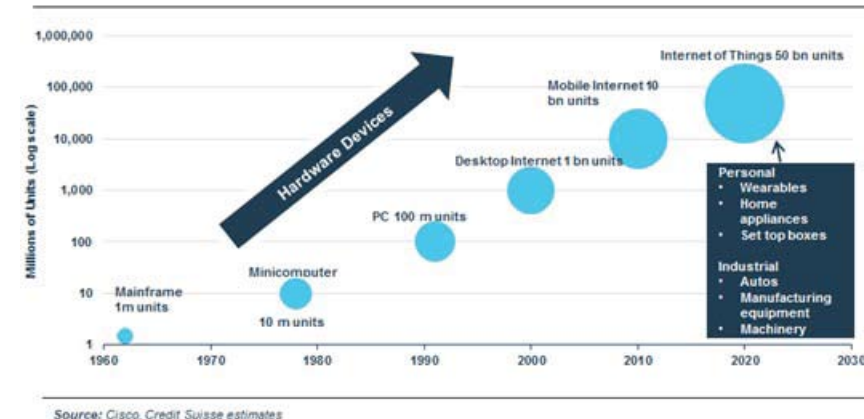 1,000,000
100,000
10,000
1,000
100
10
1
Millions of Units (Log scale)
1960
1970
1980
1990
2000
2010
2020
2030
Hardware Devices
Mainframe
1m units
Minicomputer
10 m units
PC 100 m units
Desktop Internet 1 bn units
Mobile Internet 10
bn units
Internet of Things 50 bn units
Personal
• Wearables
• Home
appliances
• Set top boxes
Industrial
• Autos
• Manufacturing
equipment
• Machinery
Source: Cisco, Credit Suisse estimates